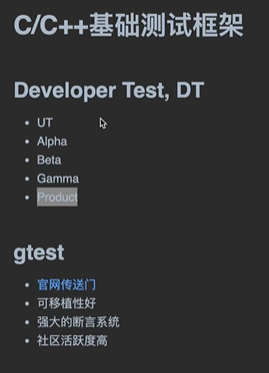 C/C++基础测试框架
Developer Test, DT
UT
Alpha
Beta
Gamma
Product
gtest
官网传送门
可移植性好
强大的断言系统
社区活跃度高